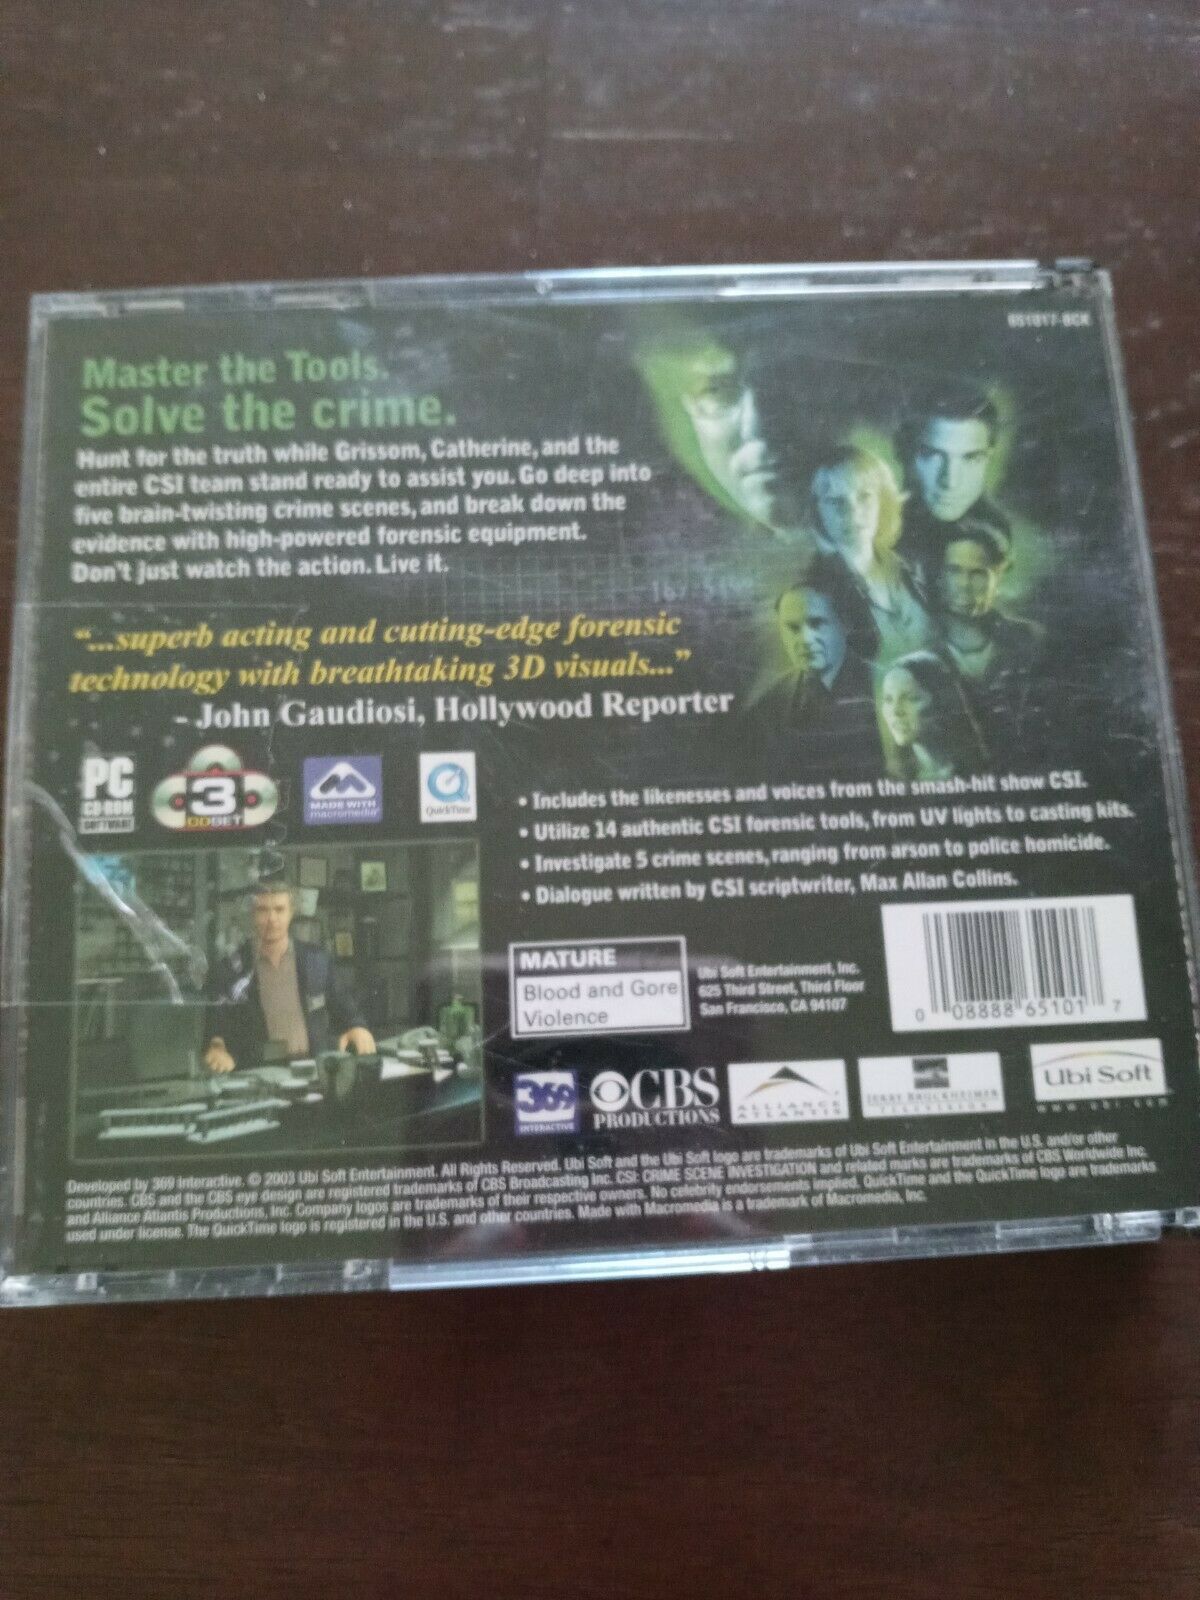 651017-BCK
Master the Tools.
Solve the crime.
Hunt for the truth while Grissom, Catherine, and the
entire CSI team stand ready to assist you. Go deep into
five brain-twisting crime scenes, and break down the
evidence with high-powered forensic equipment.
Don't just watch the action. Live it.
"...superb acting and cutting-edge forensic
technology with breathtaking 3D visuals..."
- John Gaudiosi, Hollywood Reporter
PC
CD-ROM
SOFTWARE
3
CD SET
MADE WITH
macromedia
QuickTime
• Includes the likenesses and voices from the smash-hit show CSI.
• Utilize 14 authentic CSI forensic tools, from UV lights to casting kits.
• Investigate 5 crime scenes, ranging from arson to police homicide.
• Dialogue written by CSI scriptwriter, Max Allan Collins.
MATURE
Blood and Gore
Violence
Ubi Soft Entertainment, Inc.
625 Third Street, Third Floor
San Francisco, CA 94107
0 08888 65101 7
369
INTERACTIVE
CBS
PRODUCTIONS
ALLIANCE
ATLANTIS
JERRY BRUCKHEIMER
TELEVISION
Ubi Soft
www.ubi.com
Developed by 369 Interactive. © 2003 Ubi Soft Entertainment. All Rights Reserved. Ubi Soft and the Ubi Soft logo are trademarks of Ubi Soft Entertainment in the U.S. and/or other
countries. CBS and the CBS eye design are registered trademarks of CBS Broadcasting Inc. CSI: CRIME SCENE INVESTIGATION and related marks are trademarks of CBS Worldwide Inc.
and Alliance Atlantis Productions, Inc. Company logos are trademarks of their respective owners. No celebrity endorsements implied. QuickTime and the QuickTime logo are trademarks
used under license. The QuickTime logo is registered in the U.S. and other countries. Made with Macromedia is a trademark of Macromedia, Inc.